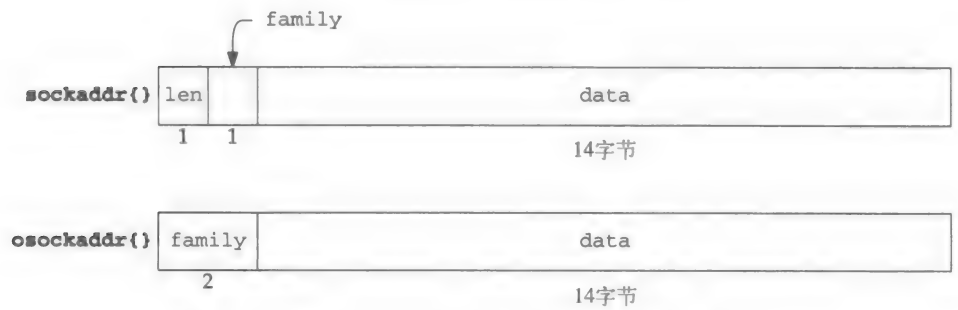 family
sockaddr{} len data
1 1 14字节
osockaddr{} family data
2 14字节